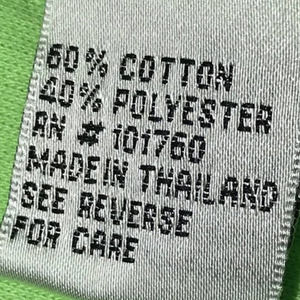 60% COTTON
40% POLYESTER
RN # 101760
MADE IN THAILAND
SEE REVERSE
FOR CARE